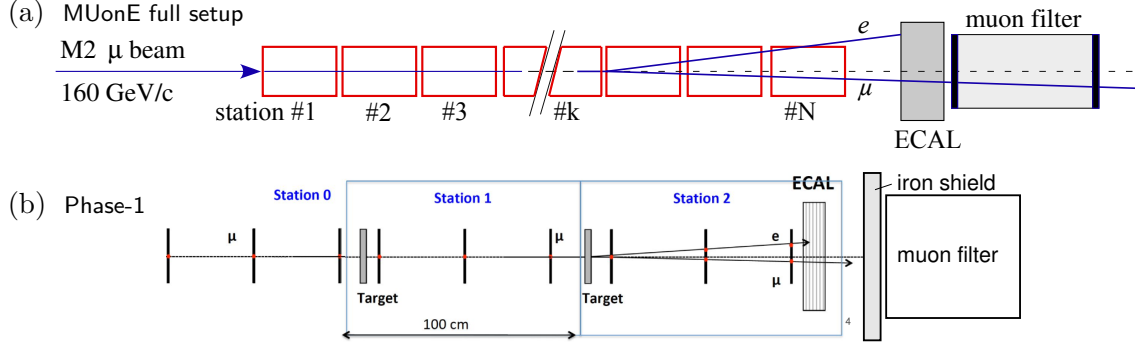 (a) MUonE full setup
M2 μ beam
160 GeV/c
station #1 #2 #3 #k #N
e
μ
ECAL
muon filter
(b) Phase-1
Station 0 Station 1 Station 2 ECAL
iron shield
μ μ e
μ
muon filter
Target Target
100 cm
4